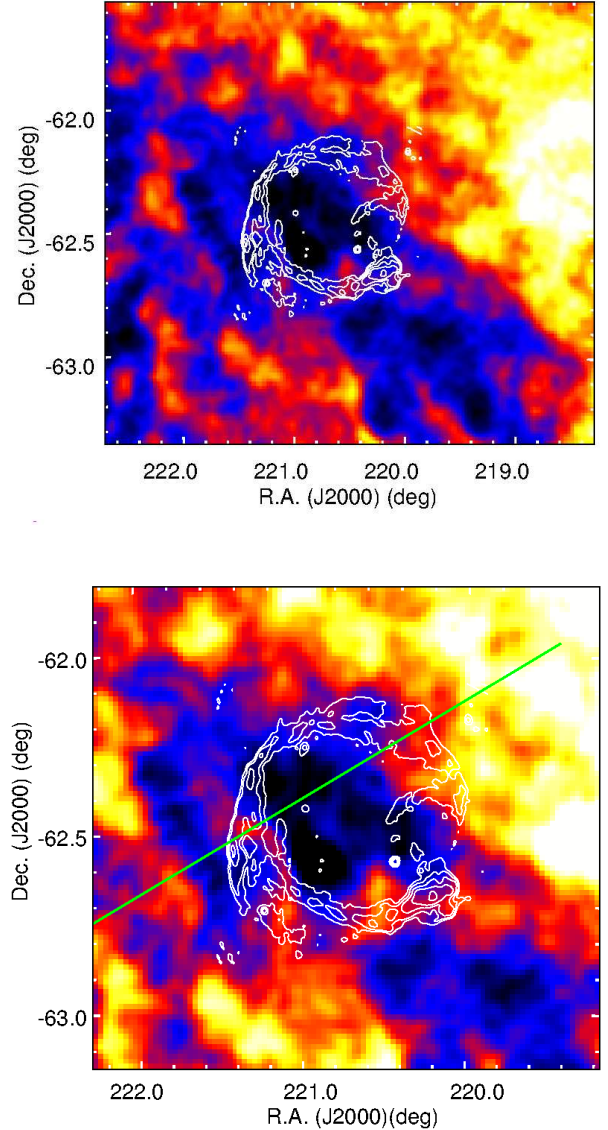 -62.0
-62.5
-63.0
Dec. (J2000) (deg)
222.0 221.0 220.0 219.0
R.A. (J2000) (deg)
-62.0
-62.5
-63.0
Dec. (J2000) (deg)
222.0 221.0 220.0
R.A. (J2000)(deg)